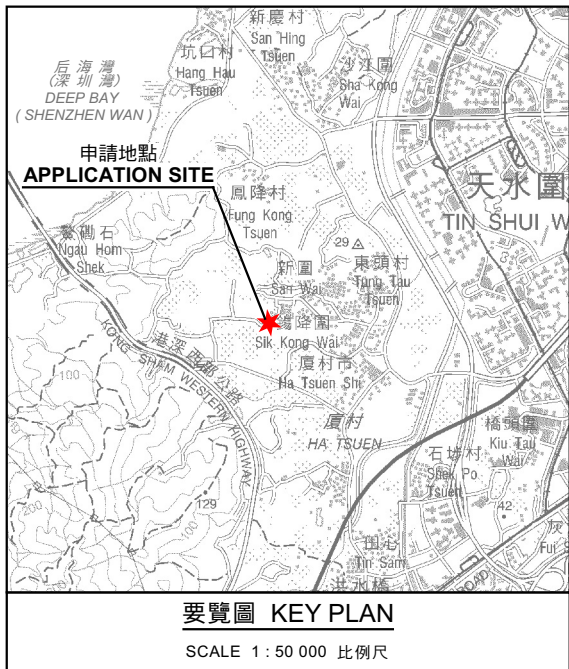 新慶村
San Hing
Tsuen
坑口村
Hang Hau
Tsuen
沙江圍
Sha Kong
Wai
后海灣
(深圳灣)
DEEP BAY
( SHENZHEN WAN )
申請地點
APPLICATION SITE
天水圍
TIN SHUI W
鳳降村
Fung Kong
Tsuen
鰲磡石
Ngau Hom
Shek
29
新圍
San Wai
東頭村
Tung Tau
Tsuen
錫降圍
Sik Kong Wai
港深西部公路
KONG SHAM WESTERN HIGHWAY
廈村市
Ha Tsuen Shi
100
廈村
HA TSUEN
橋頭圍
Kiu Tau
Wai
石埗村
Shek Po
Tsuen
200
129
100
42
灰
Fui S
田心
Tin Sam
洪水橋
ROAD
要覽圖 KEY PLAN
SCALE 1 : 50 000 比例尺